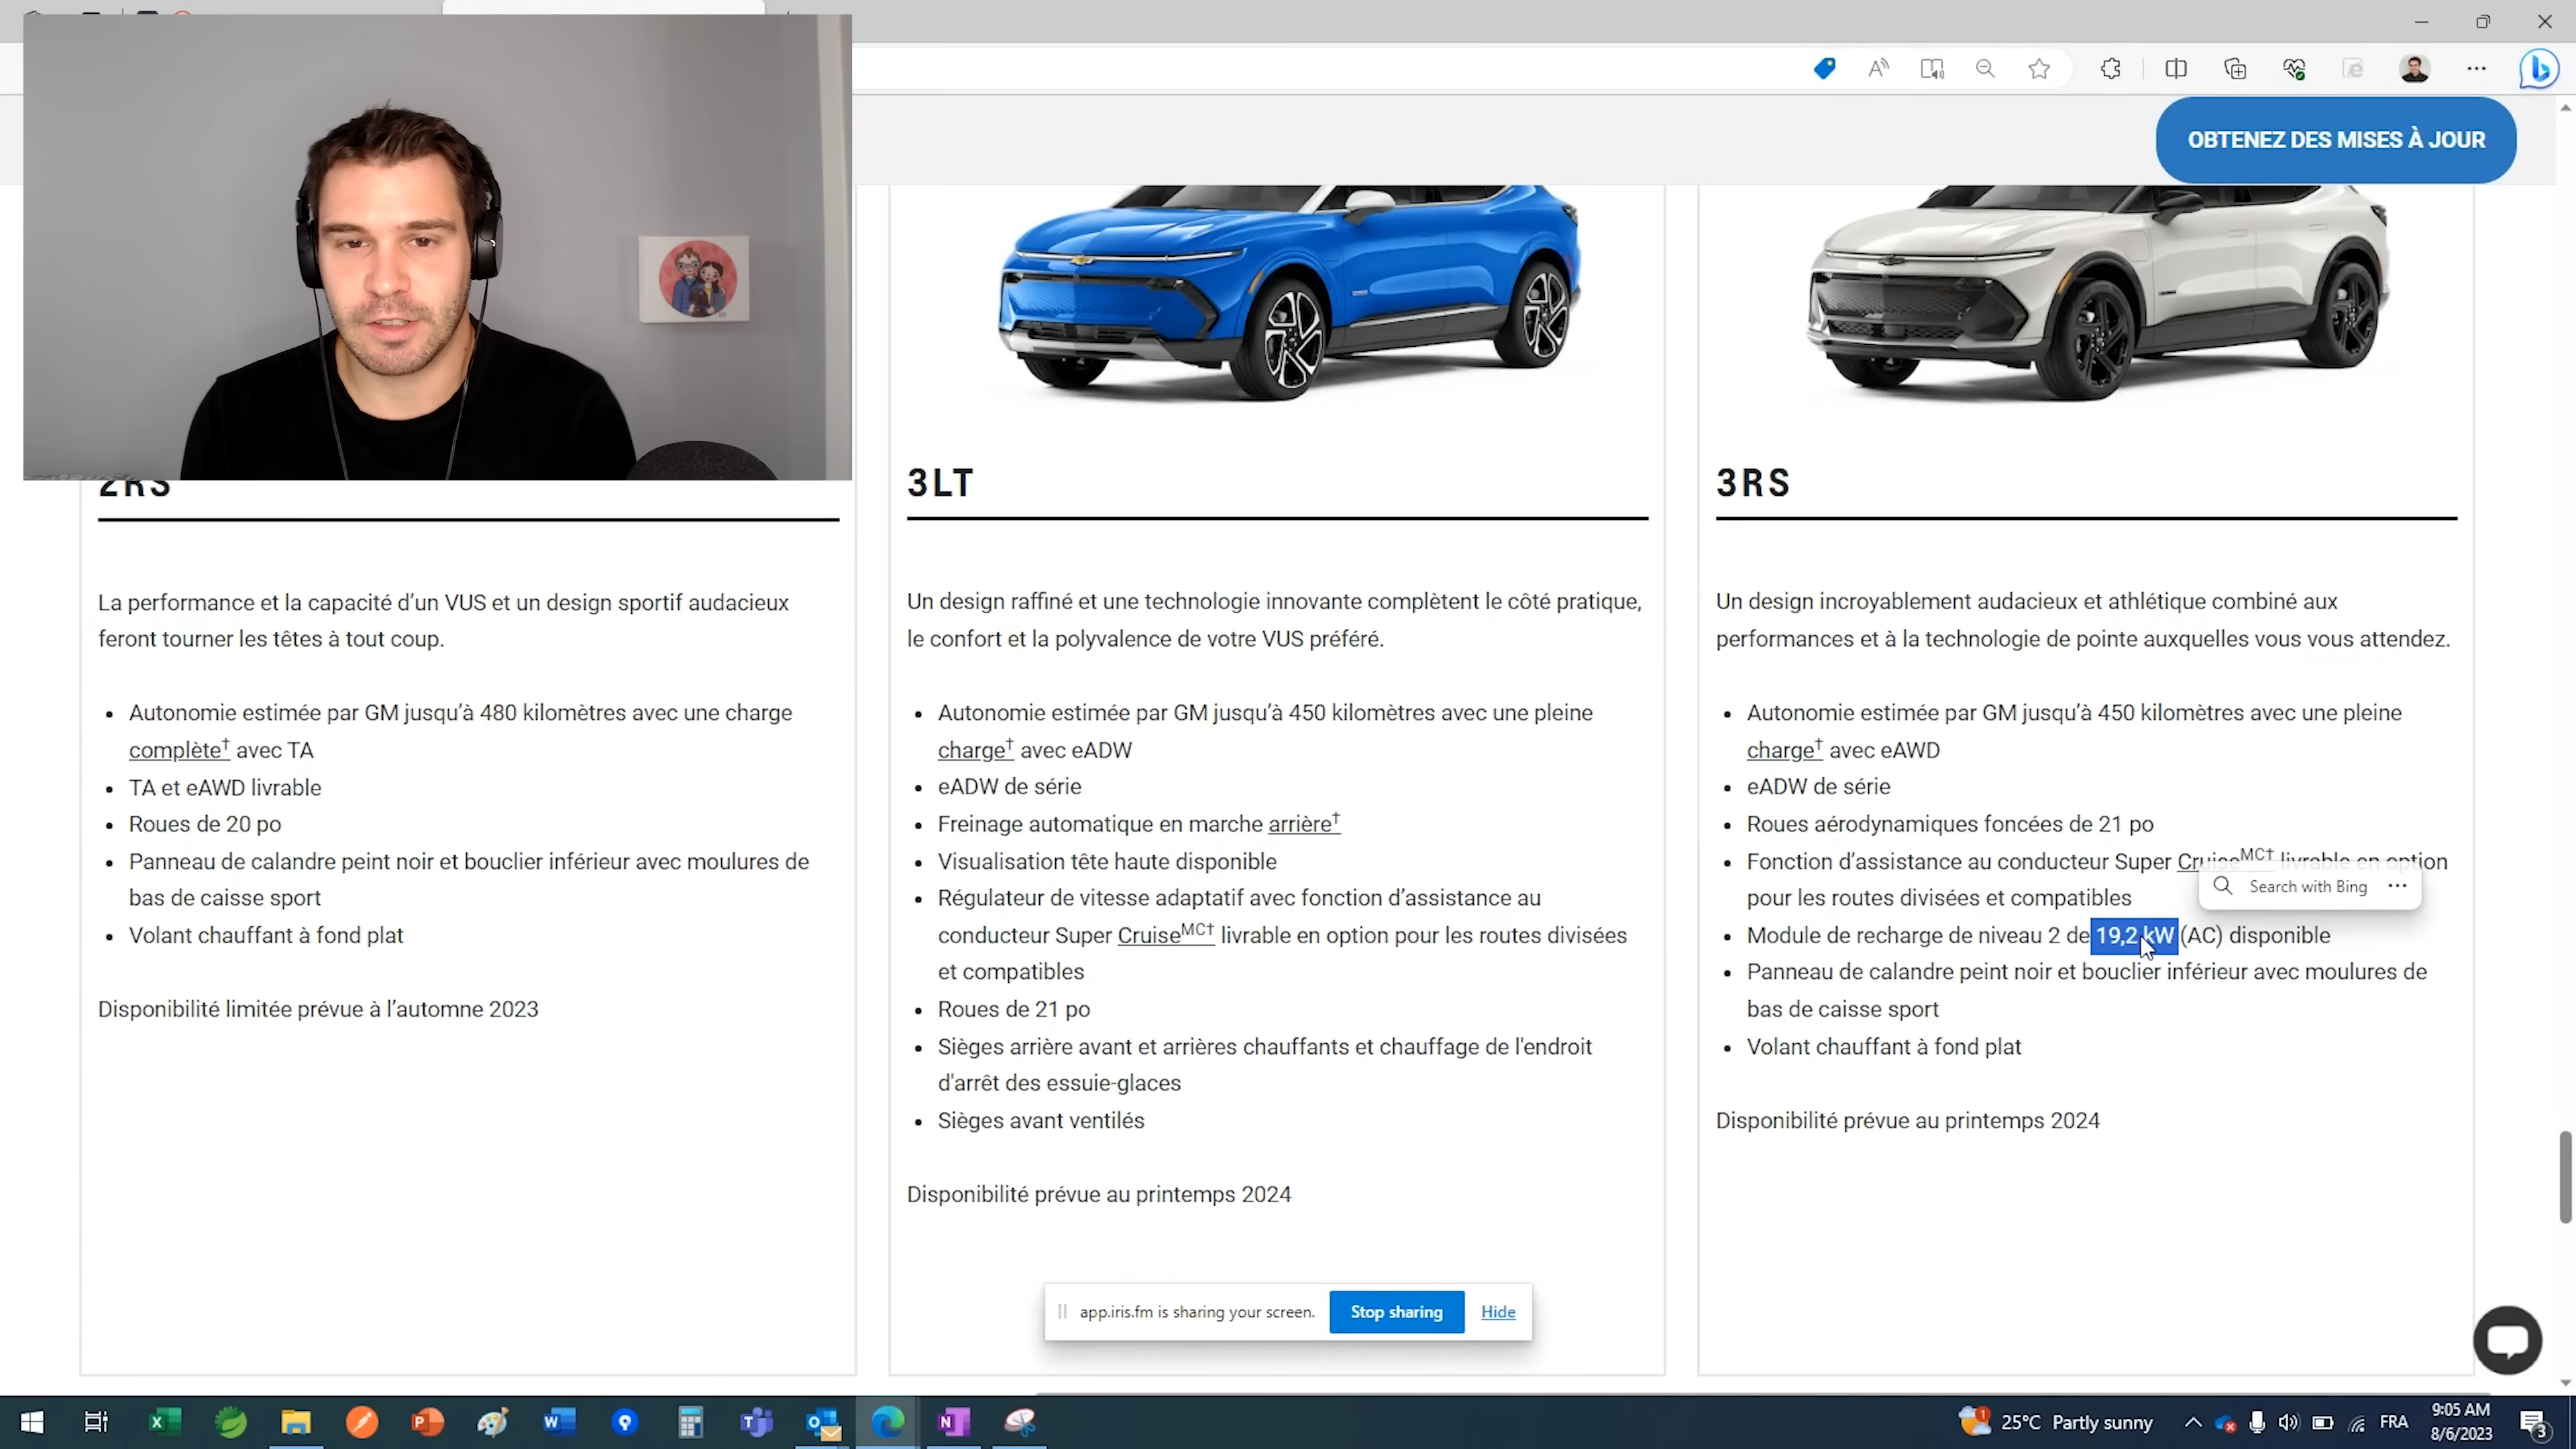 OBTENEZ DES MISES À JOUR
2RS
La performance et la capacité d’un VUS et un design sportif audacieux
feront tourner les têtes à tout coup.
Autonomie estimée par GM jusqu’à 480 kilomètres avec une charge
complète† avec TA
TA et eAWD livrable
Roues de 20 po
Panneau de calandre peint noir et bouclier inférieur avec moulures de
bas de caisse sport
Volant chauffant à fond plat
Disponibilité limitée prévue à l’automne 2023
3LT
Un design raffiné et une technologie innovante complètent le côté pratique,
le confort et la polyvalence de votre VUS préféré.
Autonomie estimée par GM jusqu’à 450 kilomètres avec une pleine
charge† avec eADW
eADW de série
Freinage automatique en marche arrière†
Visualisation tête haute disponible
Régulateur de vitesse adaptatif avec fonction d’assistance au
conducteur Super Cruise MC† livrable en option pour les routes divisées
et compatibles
Roues de 21 po
Sièges arrière avant et arrières chauffants et chauffage de l'endroit
d'arrêt des essuie-glaces
Sièges avant ventilés
Disponibilité prévue au printemps 2024
3RS
Un design incroyablement audacieux et athlétique combiné aux
performances et à la technologie de pointe auxquelles vous vous attendez.
Autonomie estimée par GM jusqu’à 450 kilomètres avec une pleine
charge† avec eAWD
eADW de série
Roues aérodynamiques foncées de 21 po
Fonction d’assistance au conducteur Super Cruise MC† livrable en option
pour les routes divisées et compatibles
Search with Bing
Module de recharge de niveau 2 de 19,2 kW (AC) disponible
Panneau de calandre peint noir et bouclier inférieur avec moulures de
bas de caisse sport
Volant chauffant à fond plat
Disponibilité prévue au printemps 2024
app.iris.fm is sharing your screen. Stop sharing Hide
25°C Partly sunny FRA 9:05 AM
8/6/2023 3